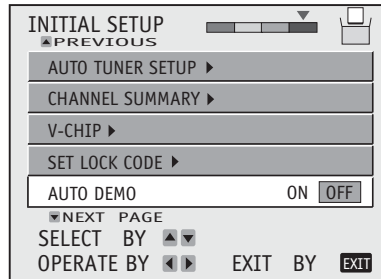 INITIAL SETUP
▲PREVIOUS
AUTO TUNER SETUP ▶
CHANNEL SUMMARY ▶
V-CHIP ▶
SET LOCK CODE ▶
AUTO DEMO ON OFF
▼NEXT PAGE
SELECT BY ▲▼
OPERATE BY ◀▶ EXIT BY EXIT